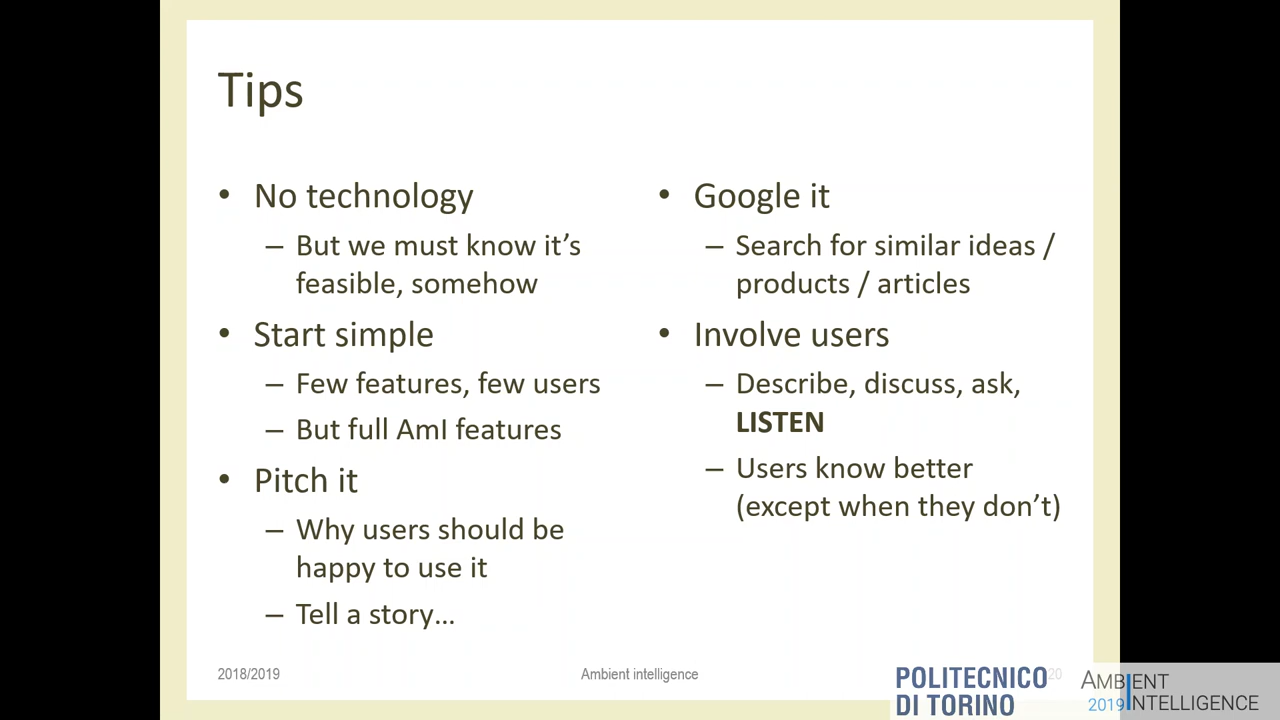 Tips
• No technology
– But we must know it’s
feasible, somehow
• Start simple
– Few features, few users
– But full AmI features
• Pitch it
– Why users should be
happy to use it
– Tell a story…
• Google it
– Search for similar ideas /
products / articles
• Involve users
– Describe, discuss, ask,
LISTEN
– Users know better
(except when they don’t)
2018/2019
Ambient intelligence
20
POLITECNICO
DI TORINO
AMBIENT
2019 INTELLIGENCE